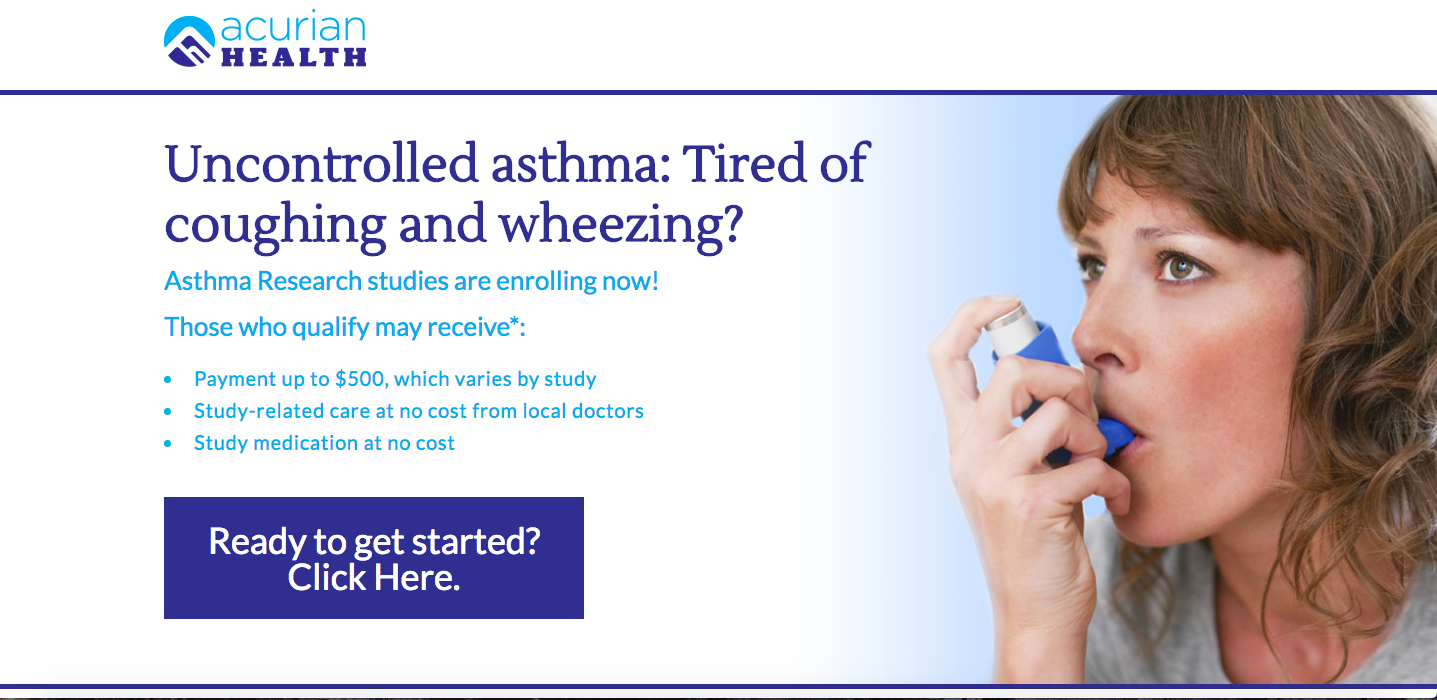 acurian
HEALTH
Uncontrolled asthma: Tired of
coughing and wheezing?
Asthma Research studies are enrolling now!
Those who qualify may receive*:
• Payment up to $500, which varies by study
• Study-related care at no cost from local doctors
• Study medication at no cost
Ready to get started?
Click Here.